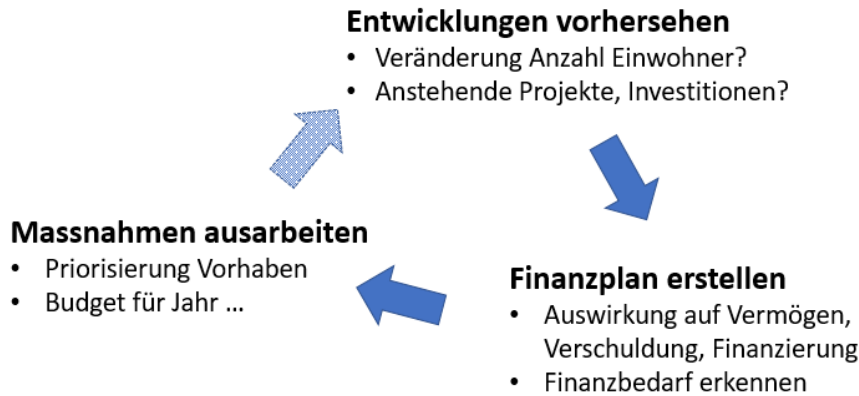 Entwicklungen vorhersehen
• Veränderung Anzahl Einwohner?
• Anstehende Projekte, Investitionen?
Massnahmen ausarbeiten
• Priorisierung Vorhaben
• Budget für Jahr ...
Finanzplan erstellen
• Auswirkung auf Vermögen,
Verschuldung, Finanzierung
• Finanzbedarf erkennen